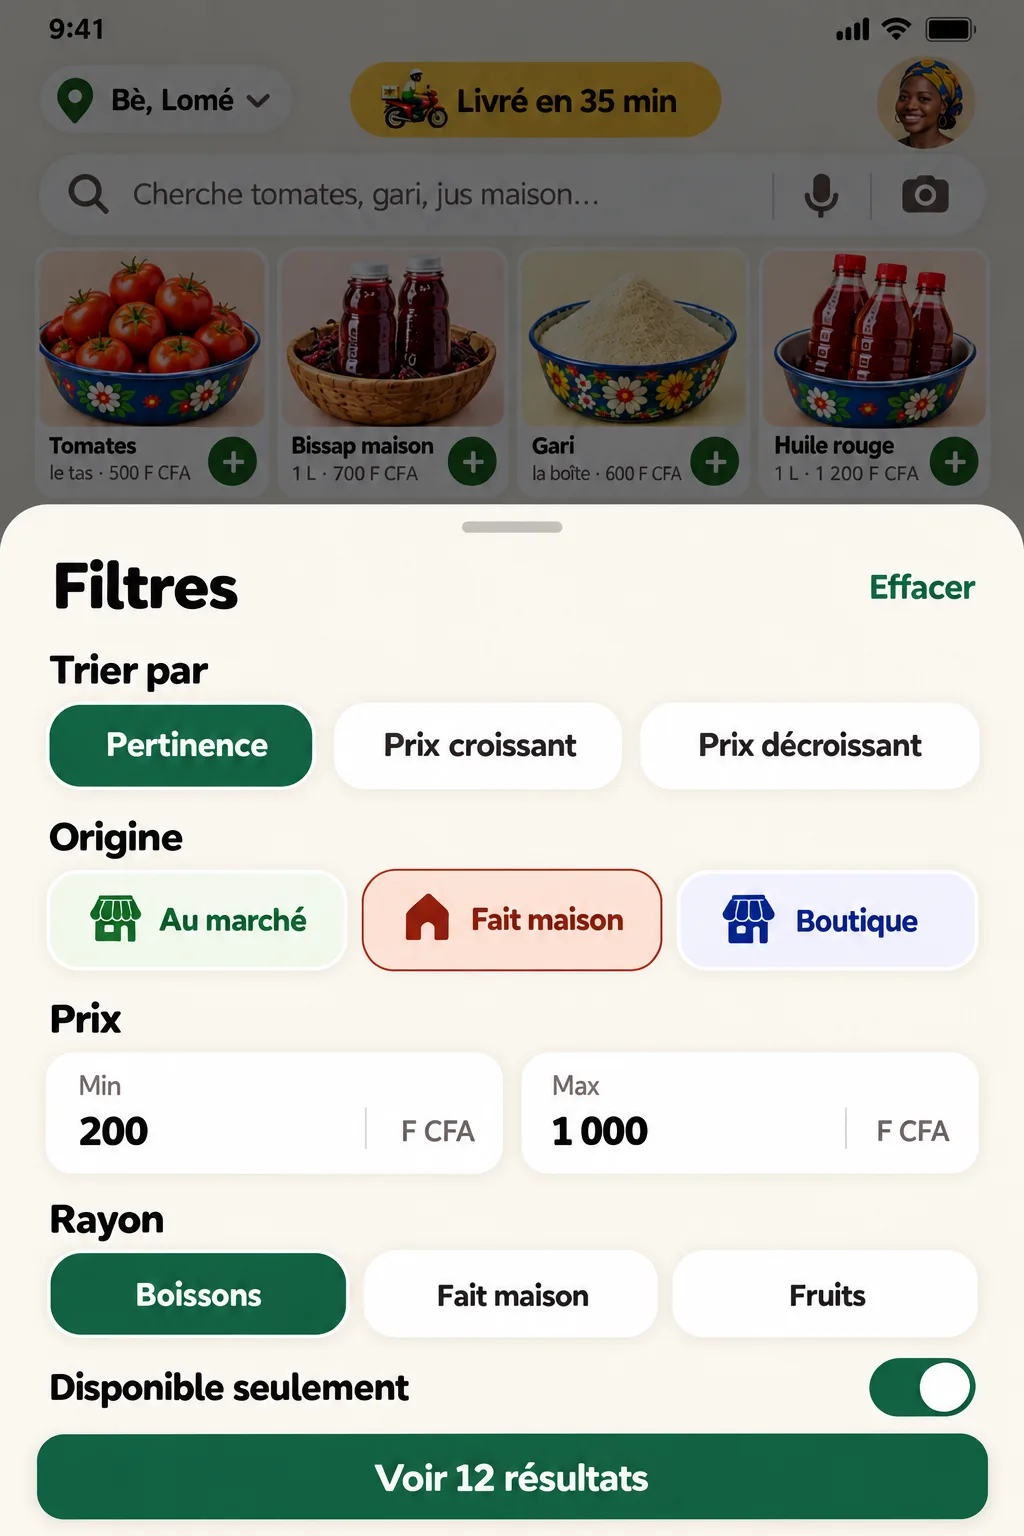 9:41
Bè, Lomé
Livré en 35 min
Cherche tomates, gari, jus maison...
Tomates
le tas · 500 F CFA
Bissap maison
1 L · 700 F CFA
Gari
la boîte · 600 F CFA
Huile rouge
1 L · 1 200 F CFA
Filtres
Effacer
Trier par
Pertinence
Prix croissant
Prix décroissant
Origine
Au marché
Fait maison
Boutique
Prix
Min
200
F CFA
Max
1 000
F CFA
Rayon
Boissons
Fait maison
Fruits
Disponible seulement
Voir 12 résultats